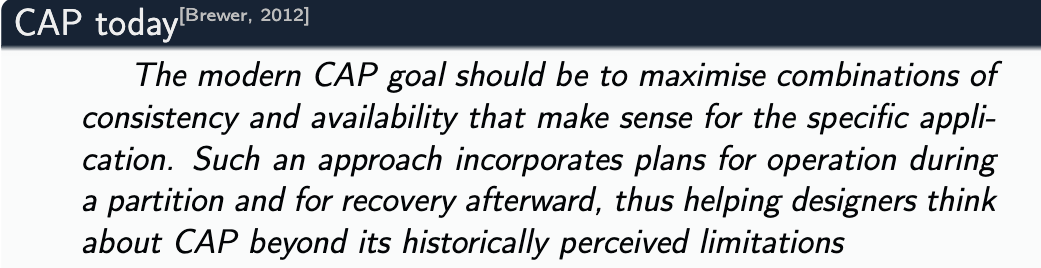 CAP today[Brewer, 2012]
The modern CAP goal should be to maximise combinations of
consistency and availability that make sense for the specific appli-
cation. Such an approach incorporates plans for operation during
a partition and for recovery afterward, thus helping designers think
about CAP beyond its historically perceived limitations